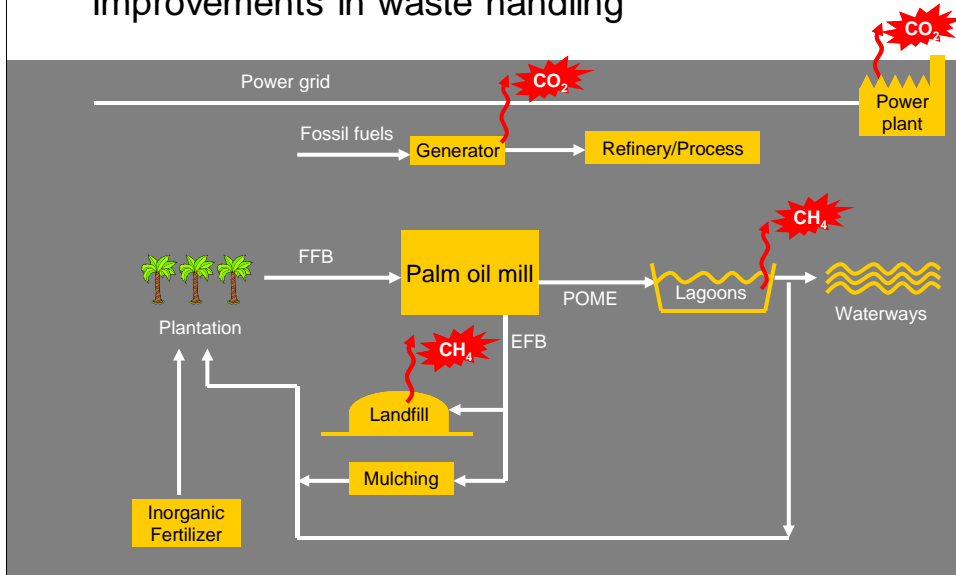 improvements in waste handling
CO2
CO2
Power grid
Power
plant
Fossil fuels
Generator
Refinery/Process
CH4
FFB
Palm oil mill
POME
Lagoons
Waterways
Plantation
EFB
CH4
Landfill
Mulching
Inorganic
Fertilizer